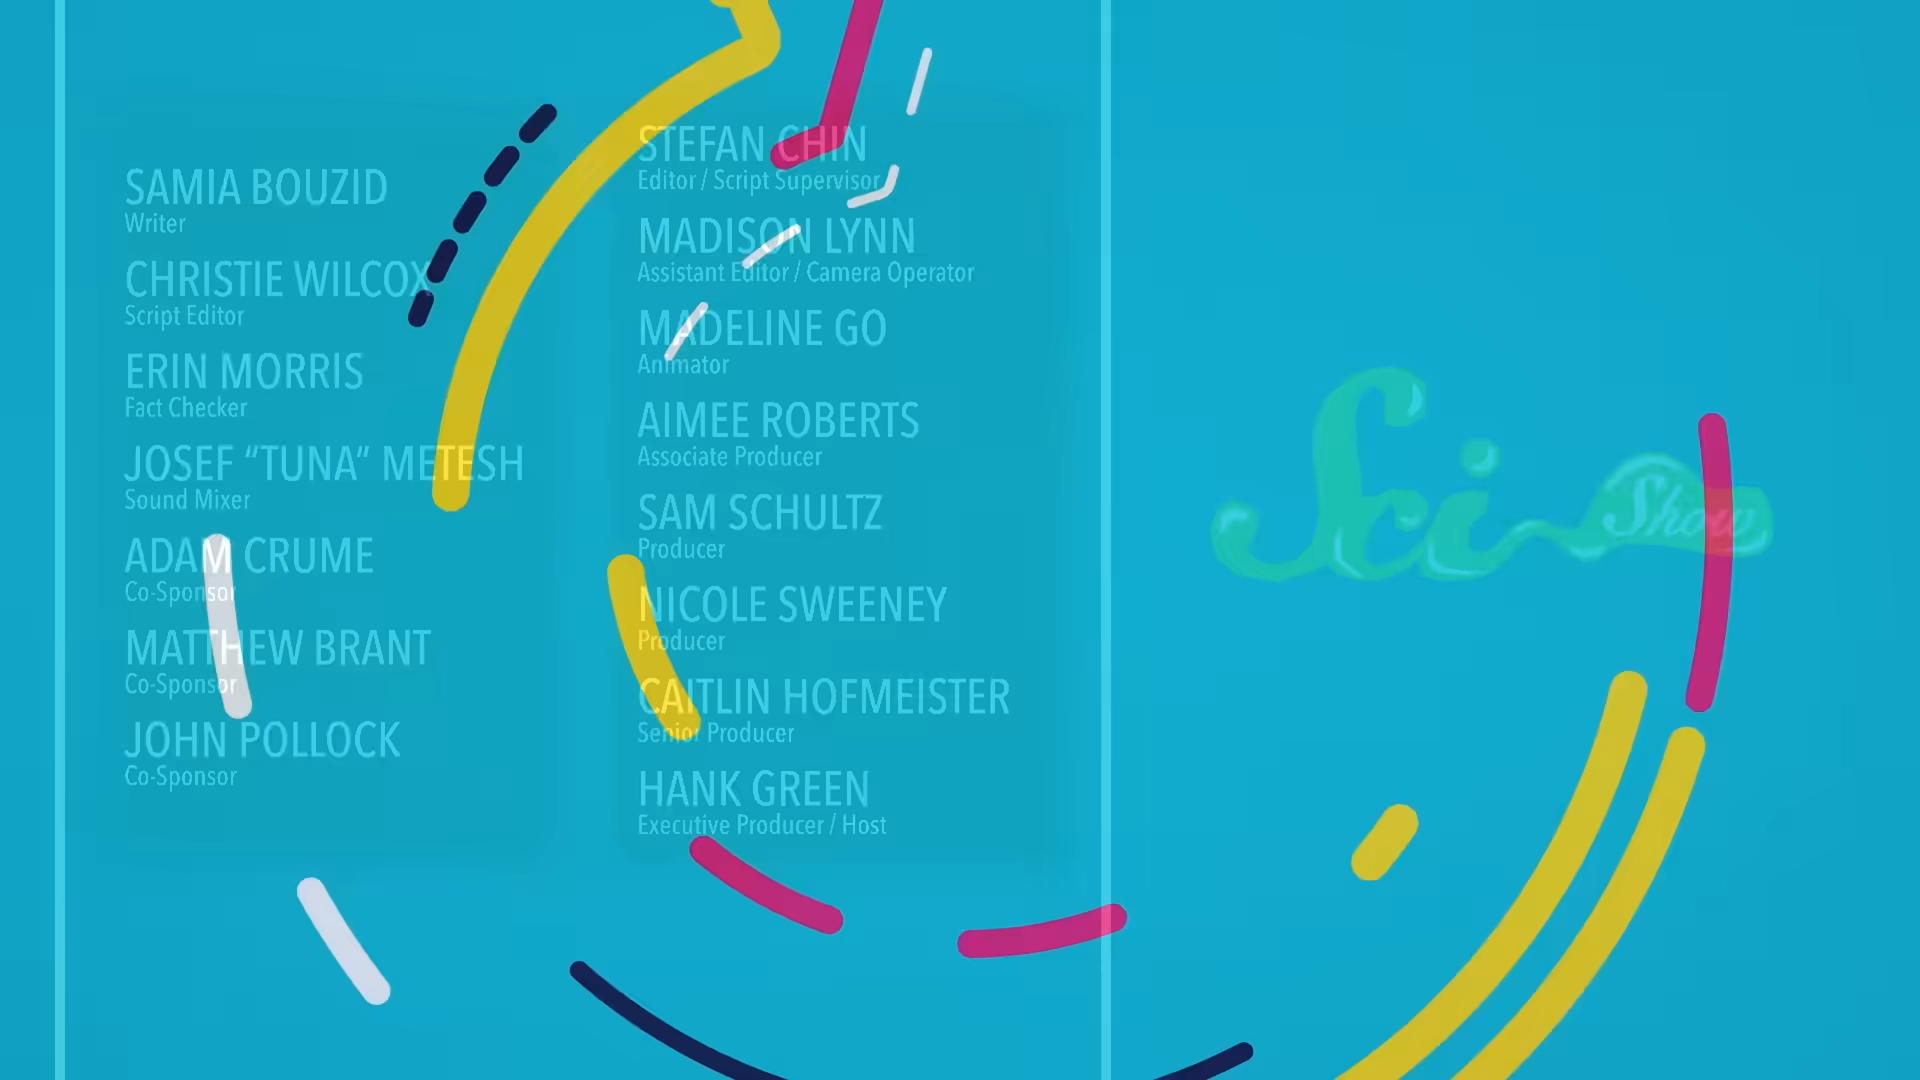 SAMIA BOUZID
Writer
CHRISTIE WILCOX
Script Editor
ERIN MORRIS
Fact Checker
JOSEF “TUNA” METESH
Sound Mixer
ADAM CRUME
Co-Sponsor
MATTHEW BRANT
Co-Sponsor
JOHN POLLOCK
Co-Sponsor
STEFAN CHIN
Editor / Script Supervisor
MADISON LYNN
Assistant Editor / Camera Operator
MADELINE GO
Animator
AIMEE ROBERTS
Associate Producer
SAM SCHULTZ
Producer
NICOLE SWEENEY
Producer
CAITLIN HOFMEISTER
Senior Producer
HANK GREEN
Executive Producer / Host
Sci Show